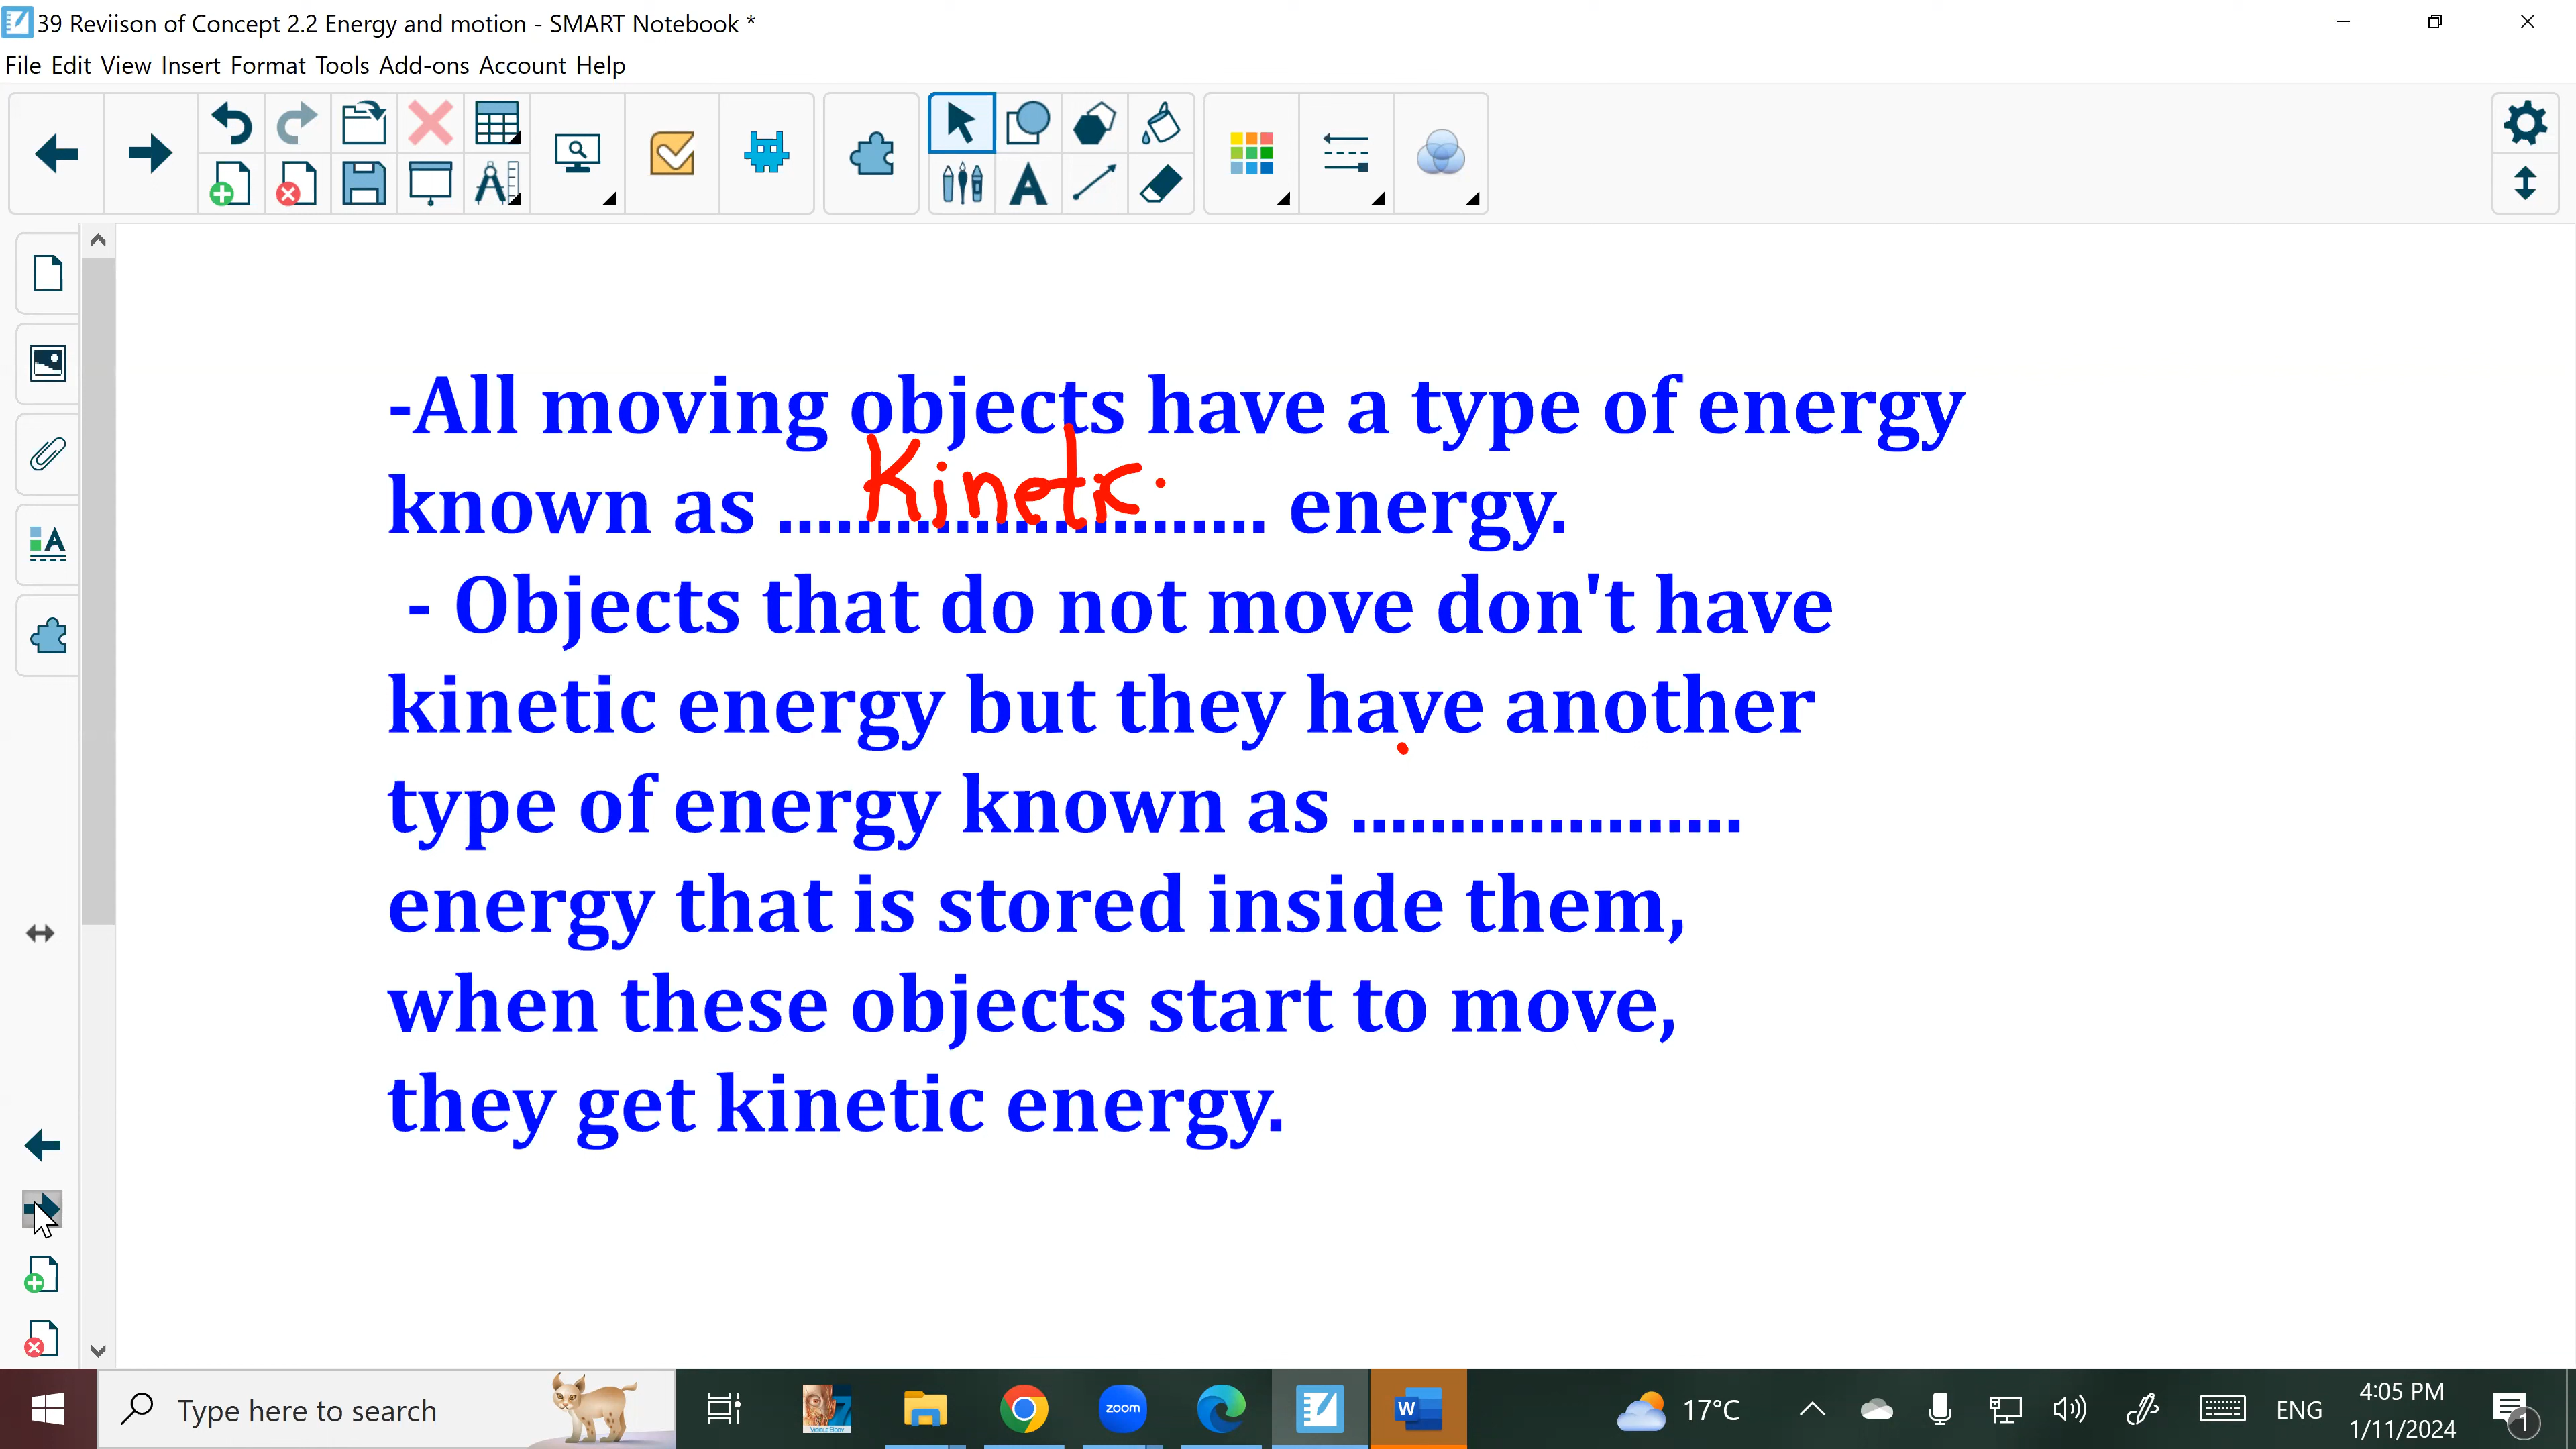 39 Reviison of Concept 2.2 Energy and motion - SMART Notebook *
File Edit View Insert Format Tools Add-ons Account Help
-All moving objects have a type of energy
known as ........................ energy.
Kinetic
- Objects that do not move don't have
kinetic energy but they have another
type of energy known as ....................
energy that is stored inside them,
when these objects start to move,
they get kinetic energy.
Type here to search
zoom
W
17°C
ENG
4:05 PM
1/11/2024
1